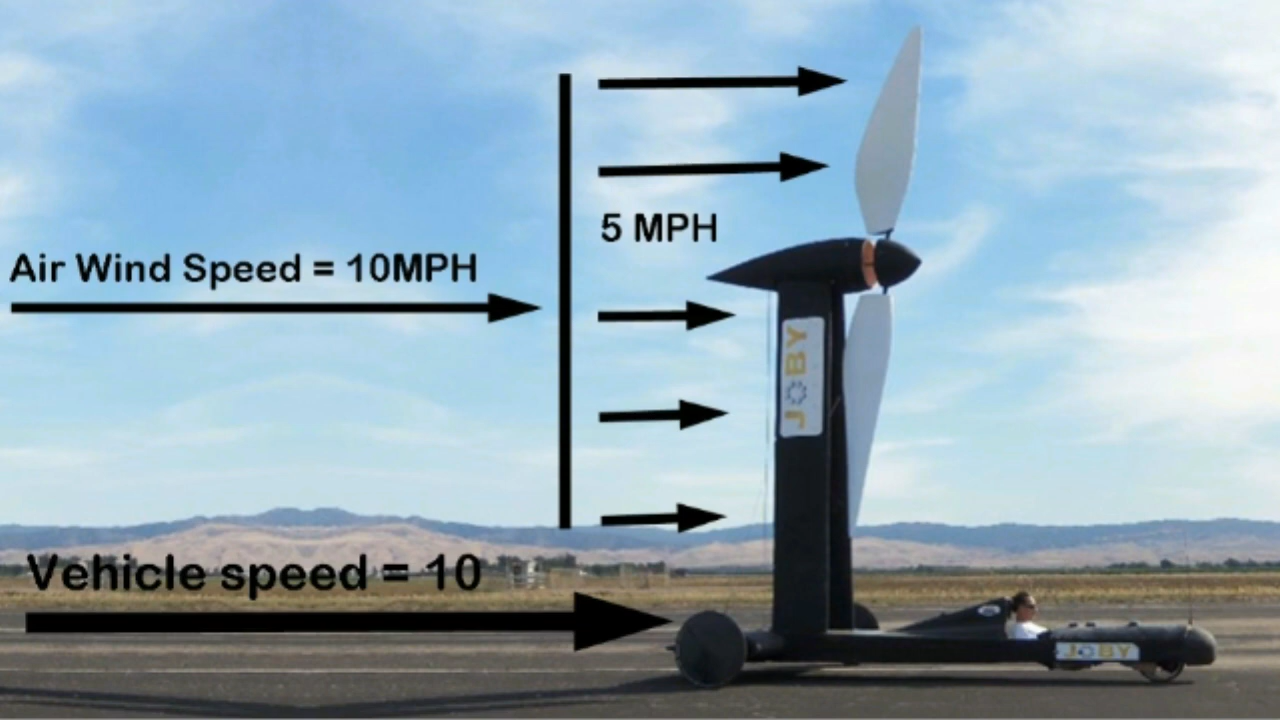 5 MPH
Air Wind Speed = 10MPH
JOBY
Vehicle speed = 10
JOBY